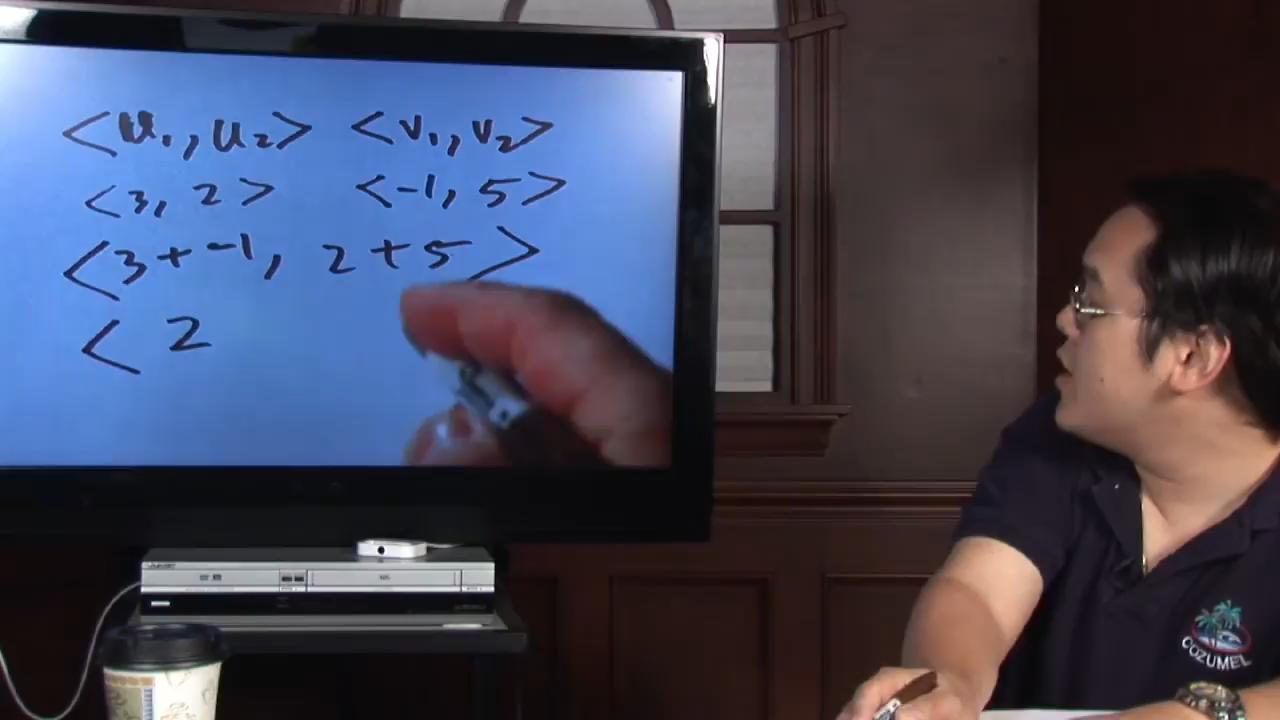 <u₁, u₂> <v₁, v₂>
<3, 2> <-1, 5>
<3+-1, 2+5>
< 2
COZUMEL